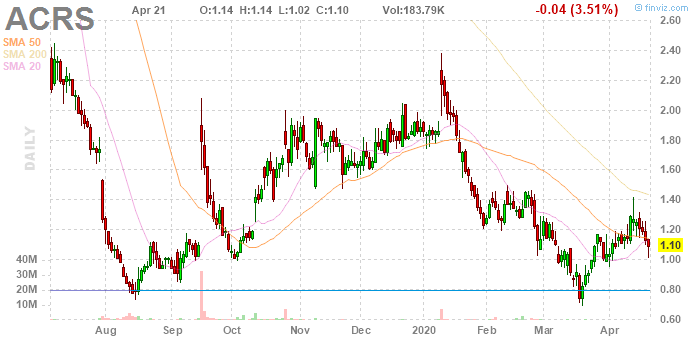 ACRS Apr 21 O:1.14 H:1.14 L:1.02 C:1.10 Vol:183.79K -0.04 (3.51%) © finviz.com
SMA 50
SMA 200
SMA 20
DAILY
2.60
2.40
2.20
2.00
1.80
1.60
1.40
1.20
1.10
1.00
0.80
0.60
40M
30M
20M
10M
Aug Sep Oct Nov Dec 2020 Feb Mar Apr